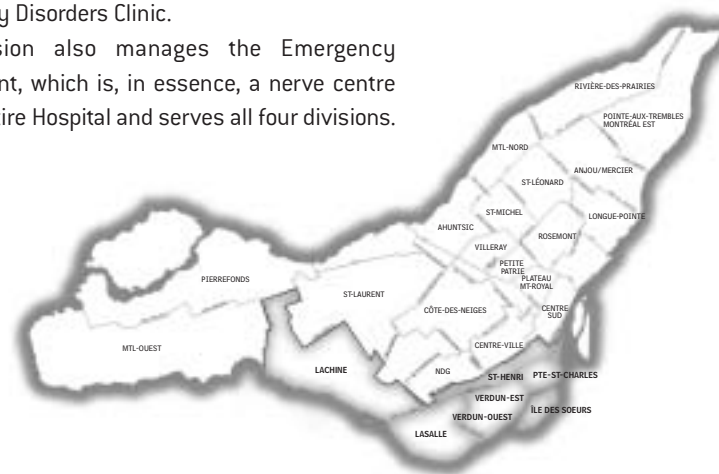 y Disorders Clinic.
sion also manages the Emergency
nt, which is, in essence, a nerve centre
tire Hospital and serves all four divisions.
RIVIÈRE-DES-PRAIRIES
POINTE-AUX-TREMBLES
MONTRÉAL EST
MTL-NORD
ANJOU/MERCIER
ST-LÉONARD
ST-MICHEL
LONGUE-POINTE
AHUNTSIC
ROSEMONT
VILLERAY
PETITE
PATRIE
PLATEAU
MT-ROYAL
PIERREFONDS
ST-LAURENT
CÔTE-DES-NEIGES
CENTRE
SUD
MTL-OUEST
CENTRE-VILLE
LACHINE
NDG
ST-HENRI
PTE-ST-CHARLES
VERDUN-EST
ÎLE DES SOEURS
VERDUN-OUEST
LASALLE